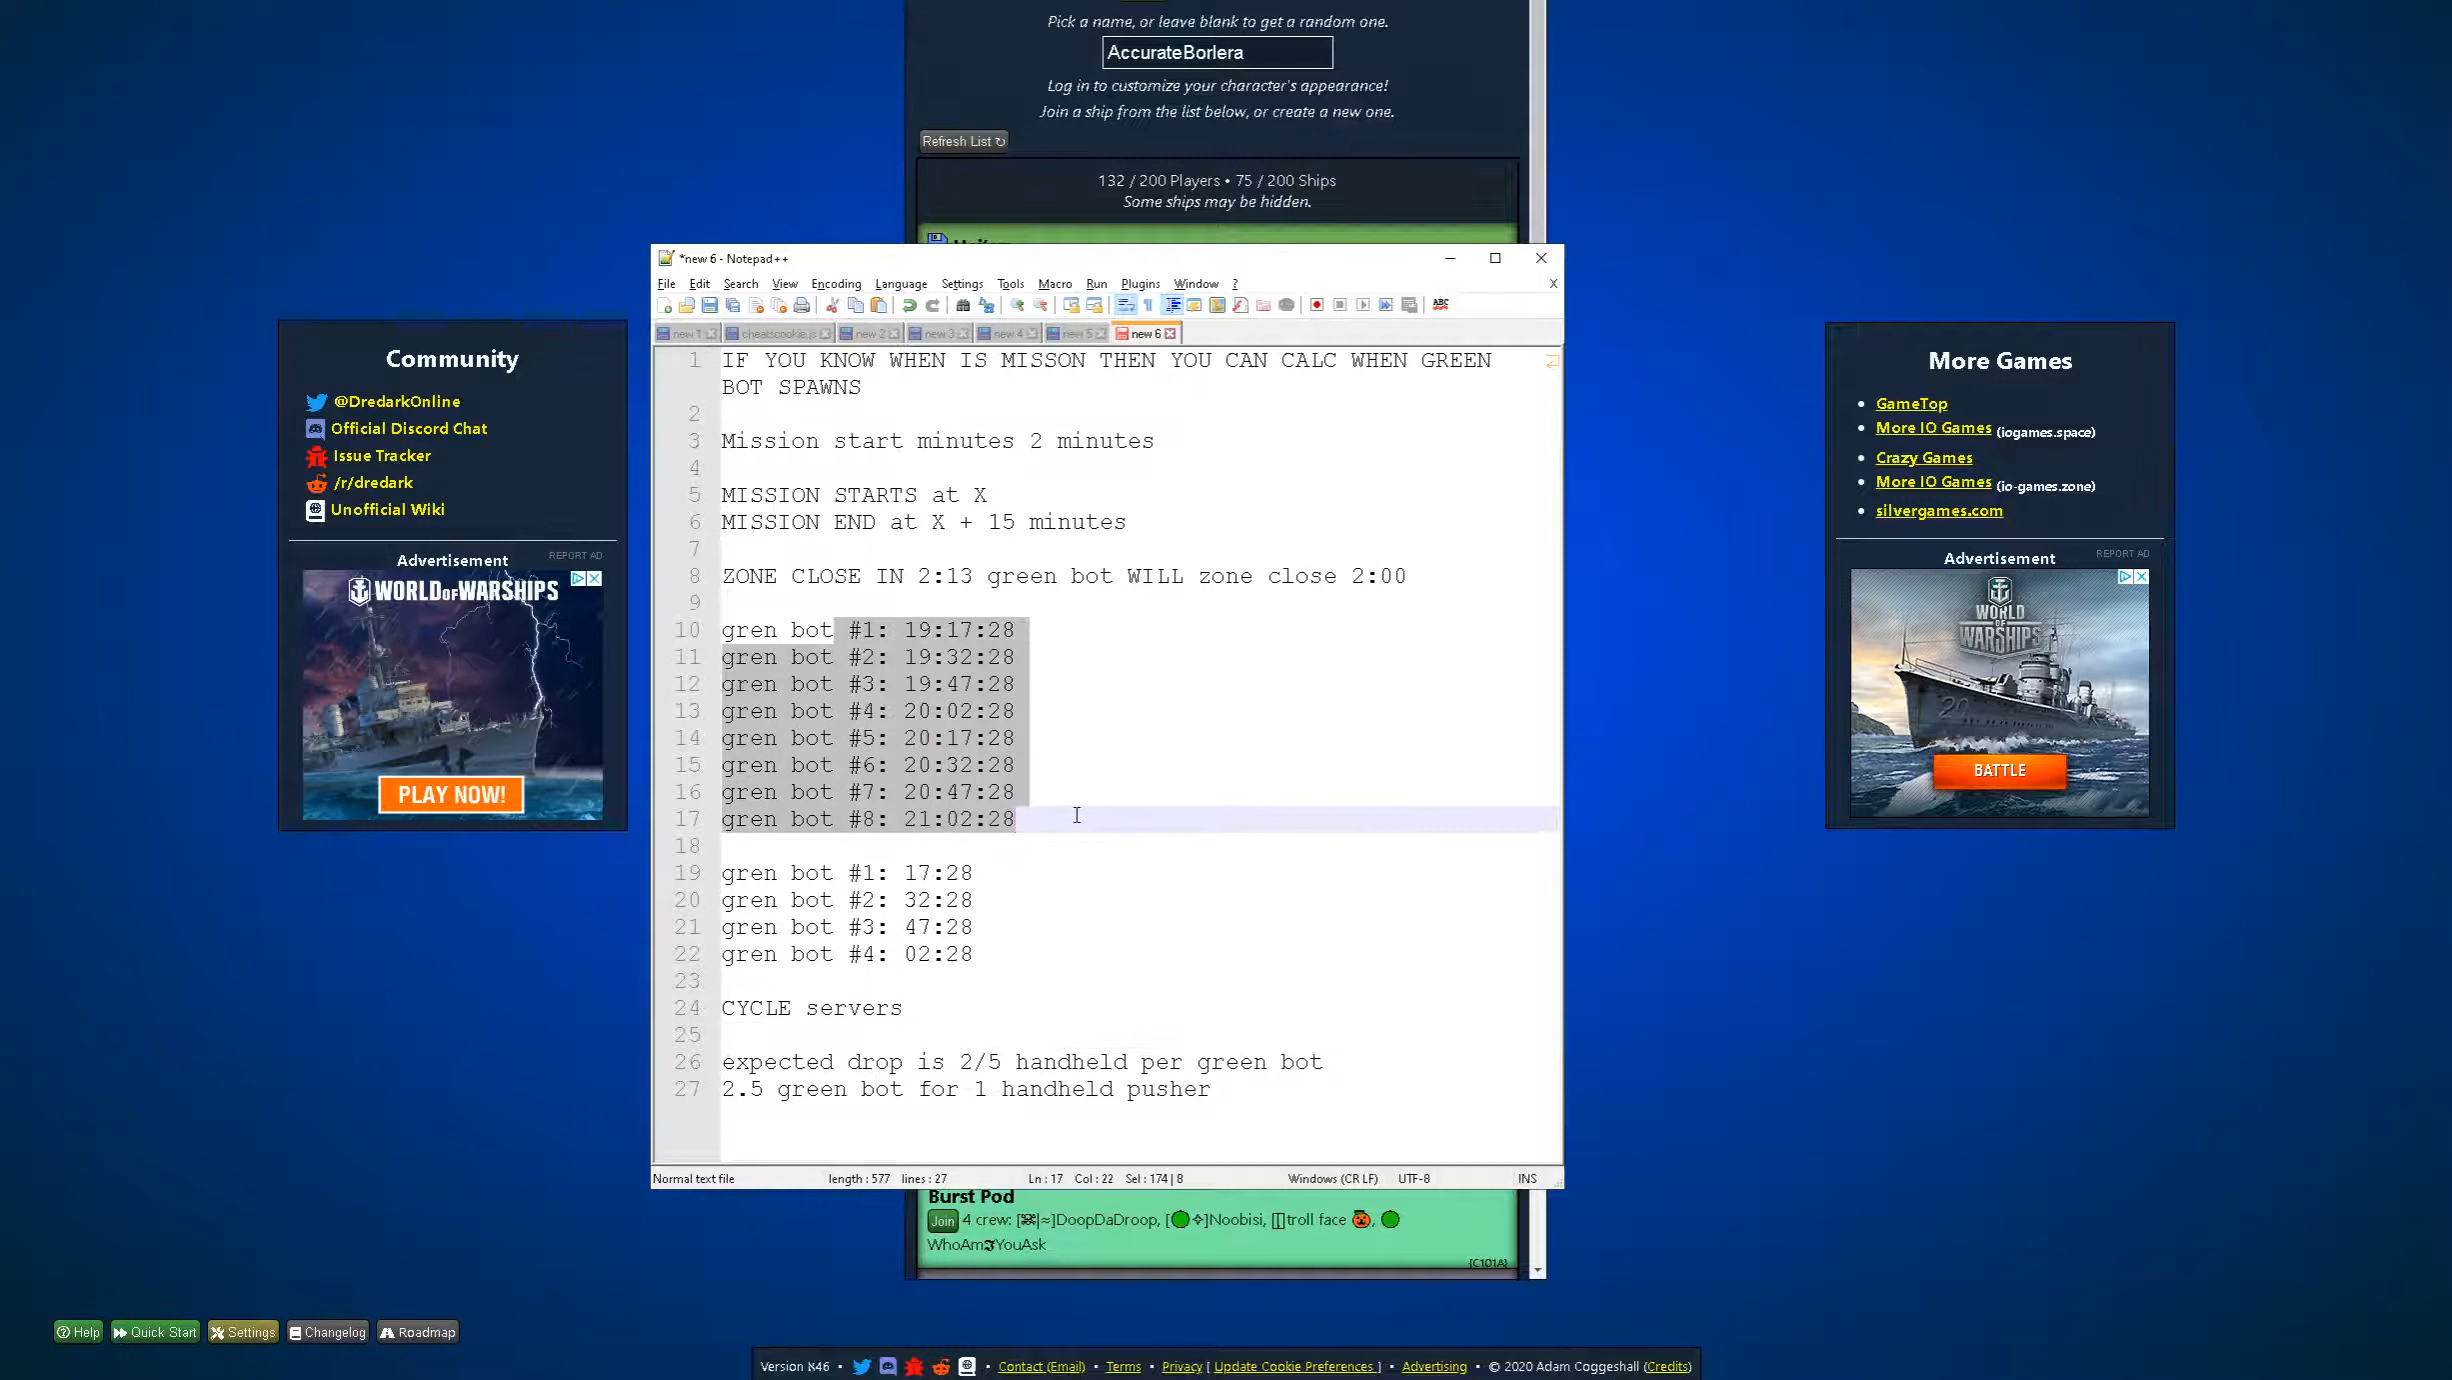 Pick a name, or leave blank to get a random one.
AccurateBorlera
Log in to customize your character's appearance!
Join a ship from the list below, or create a new one.
Refresh List ↻
132 / 200 Players • 75 / 200 Ships
Some ships may be hidden.
*new 6 - Notepad++
File Edit Search View Encoding Language Settings Tools Macro Run Plugins Window ?
X
ABC
new 1 cheatscookie.js new 2 new 3 new 4 new 5 new 6
1 IF YOU KNOW WHEN IS MISSON THEN YOU CAN CALC WHEN GREEN
BOT SPAWNS
2
3 Mission start minutes 2 minutes
4
5 MISSION STARTS at X
6 MISSION END at X + 15 minutes
7
8 ZONE CLOSE IN 2:13 green bot WILL zone close 2:00
9
10 gren bot #1: 19:17:28
11 gren bot #2: 19:32:28
12 gren bot #3: 19:47:28
13 gren bot #4: 20:02:28
14 gren bot #5: 20:17:28
15 gren bot #6: 20:32:28
16 gren bot #7: 20:47:28
17 gren bot #8: 21:02:28
18
19 gren bot #1: 17:28
20 gren bot #2: 32:28
21 gren bot #3: 47:28
22 gren bot #4: 02:28
23
24 CYCLE servers
25
26 expected drop is 2/5 handheld per green bot
27 2.5 green bot for 1 handheld pusher
Normal text file length : 577 lines : 27 Ln : 17 Col : 22 Sel : 174 | 8 Windows (CR LF) UTF-8 INS
Community
@DredarkOnline
Official Discord Chat
Issue Tracker
/r/dredark
Unofficial Wiki
Advertisement REPORT AD
WORLD OF WARSHIPS
PLAY NOW!
More Games
GameTop
More IO Games (iogames.space)
Crazy Games
More IO Games (io-games.zone)
silvergames.com
Advertisement REPORT AD
WORLD
OF
WARSHIPS
BATTLE
Burst Pod
Join 4 crew: [☠|≈]DoopDaDroop, [🟢✧]Noobisi, [[]troll face 🎃, 🟢
WhoAmIYouAsk
{C101A}
Help Quick Start Settings Changelog Roadmap
Version ℵ46 • • Contact (Email) • Terms • Privacy [ Update Cookie Preferences ] • Advertising • © 2020 Adam Coggeshall (Credits)